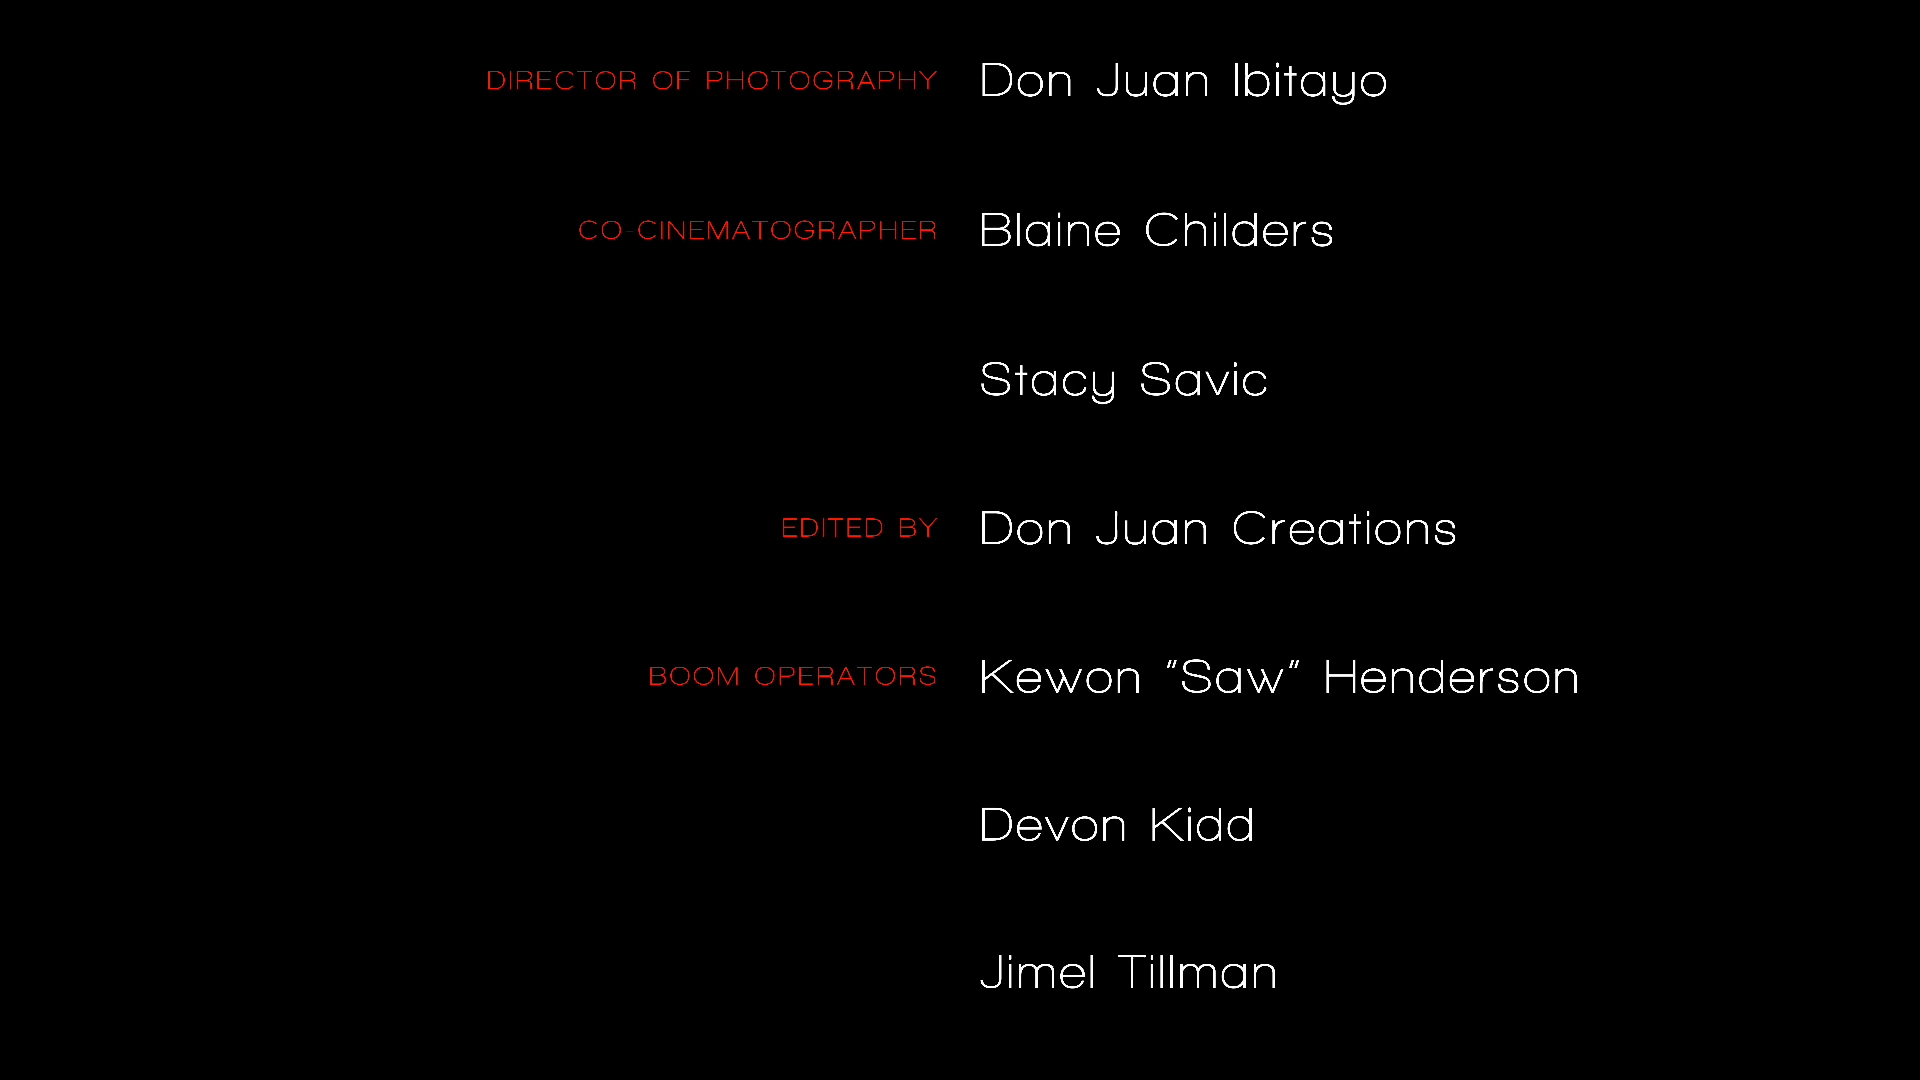 DIRECTOR OF PHOTOGRAPHY Don Juan Ibitayo
CO-CINEMATOGRAPHER Blaine Childers
Stacy Savic
EDITED BY Don Juan Creations
BOOM OPERATORS Kewon "Saw" Henderson
Devon Kidd
Jimel Tillman